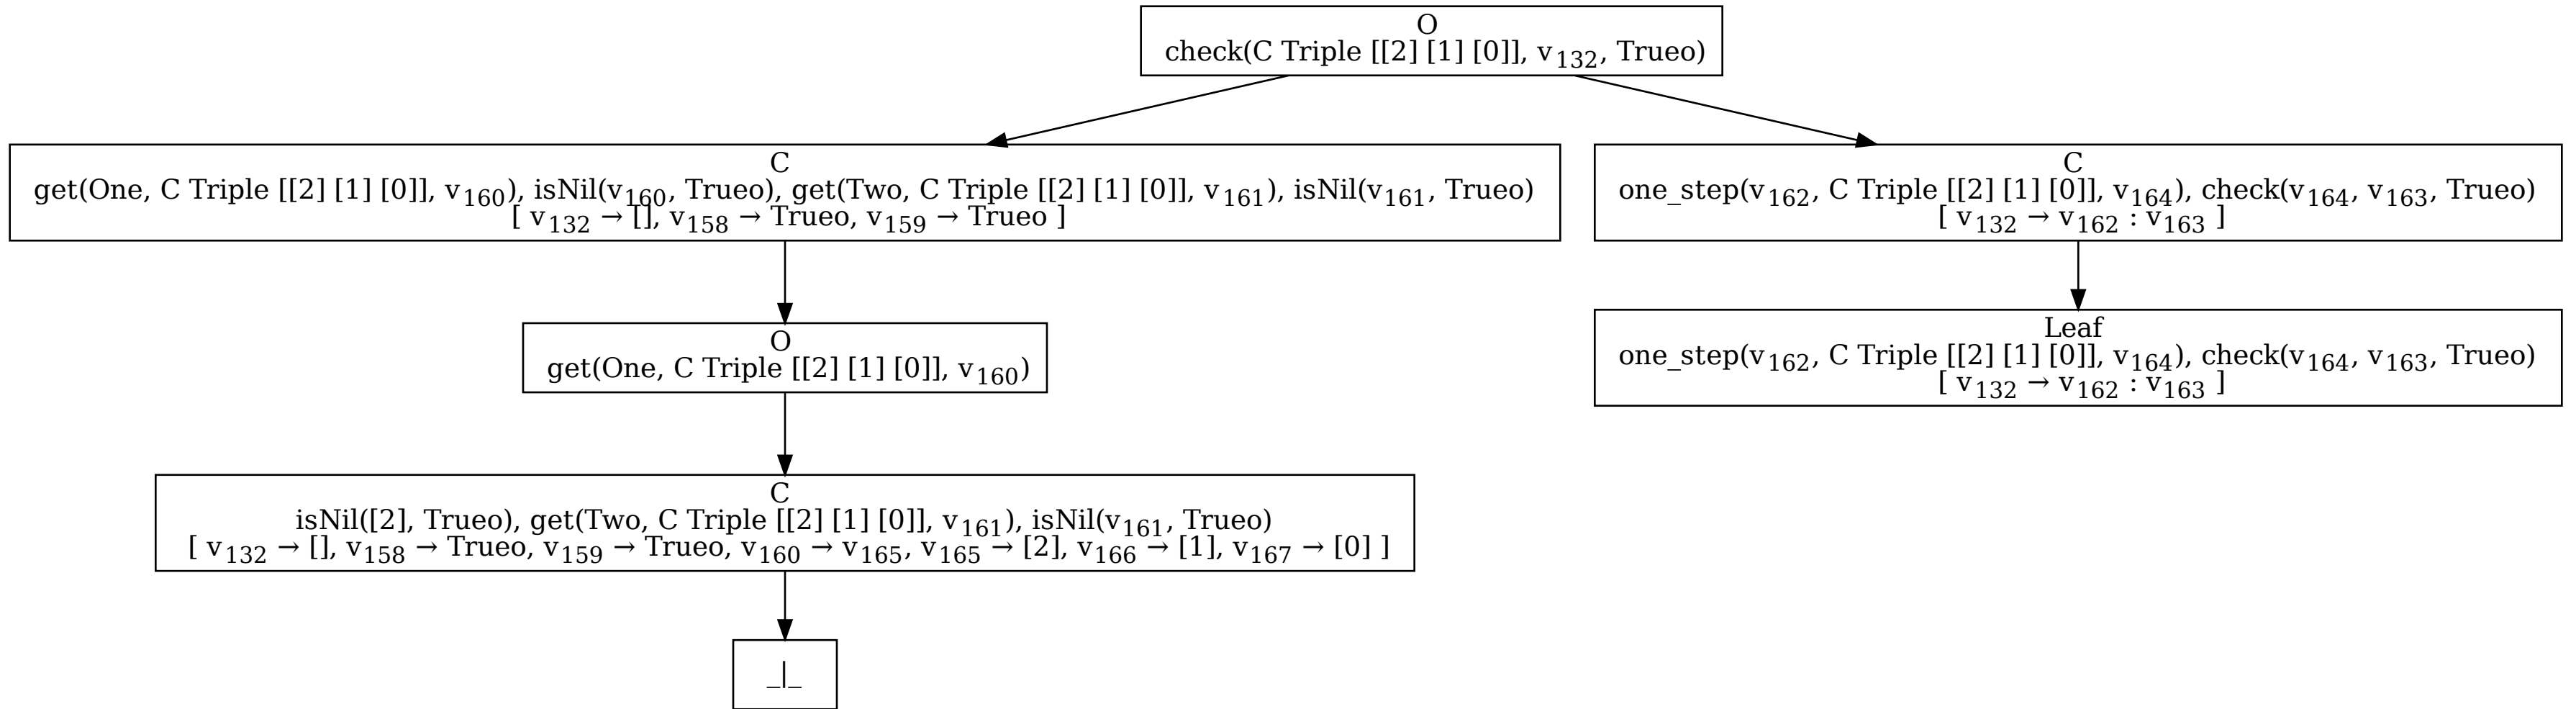 O
check(C Triple [[2] [1] [0]], v132, Trueo)
C
get(One, C Triple [[2] [1] [0]], v160), isNil(v160, Trueo), get(Two, C Triple [[2] [1] [0]], v161), isNil(v161, Trueo)
[ v132 → [], v158 → Trueo, v159 → Trueo ]
C
one_step(v162, C Triple [[2] [1] [0]], v164), check(v164, v163, Trueo)
[ v132 → v162 : v163 ]
O
get(One, C Triple [[2] [1] [0]], v160)
Leaf
one_step(v162, C Triple [[2] [1] [0]], v164), check(v164, v163, Trueo)
[ v132 → v162 : v163 ]
C
isNil([2], Trueo), get(Two, C Triple [[2] [1] [0]], v161), isNil(v161, Trueo)
[ v132 → [], v158 → Trueo, v159 → Trueo, v160 → v165, v165 → [2], v166 → [1], v167 → [0] ]
_|_